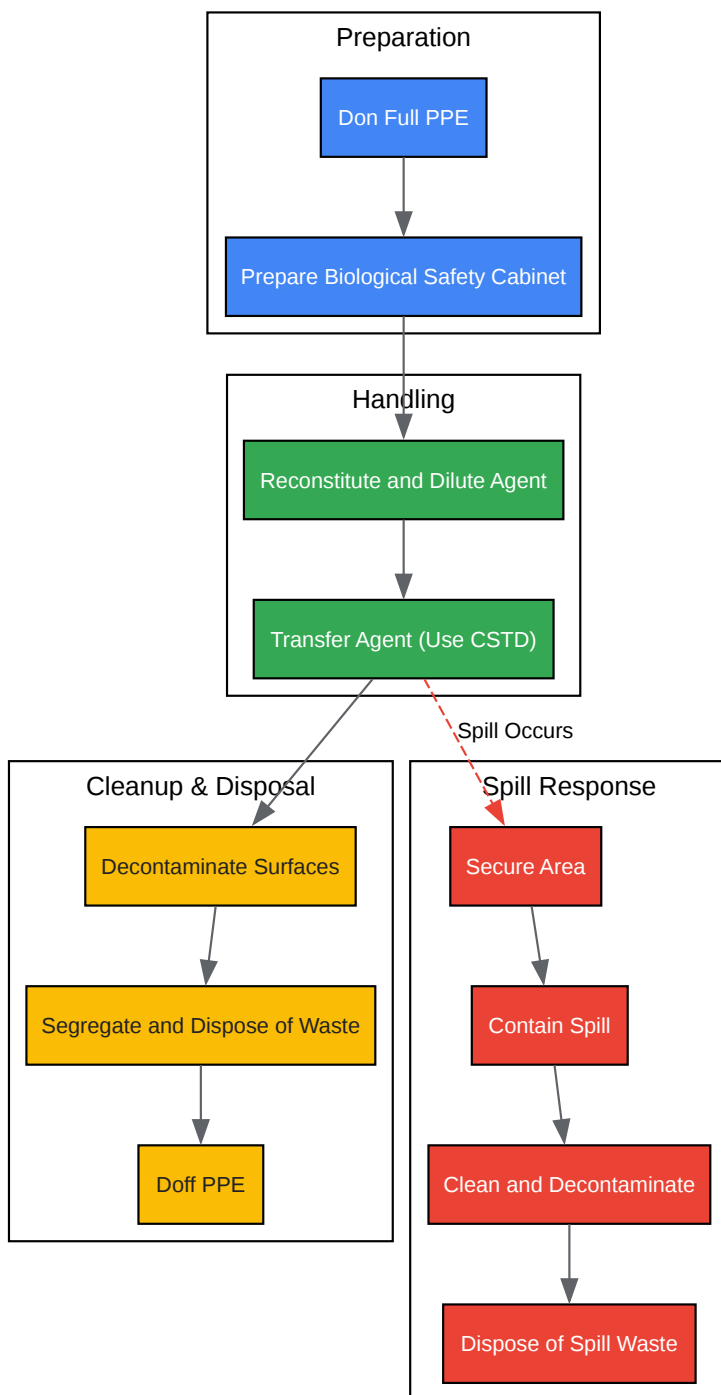 Preparation
Don Full PPE
Prepare Biological Safety Cabinet
Handling
Reconstitute and Dilute Agent
Transfer Agent (Use CSTD)
Spill Occurs
Cleanup & Disposal
Decontaminate Surfaces
Segregate and Dispose of Waste
Doff PPE
Spill Response
Secure Area
Contain Spill
Clean and Decontaminate
Dispose of Spill Waste